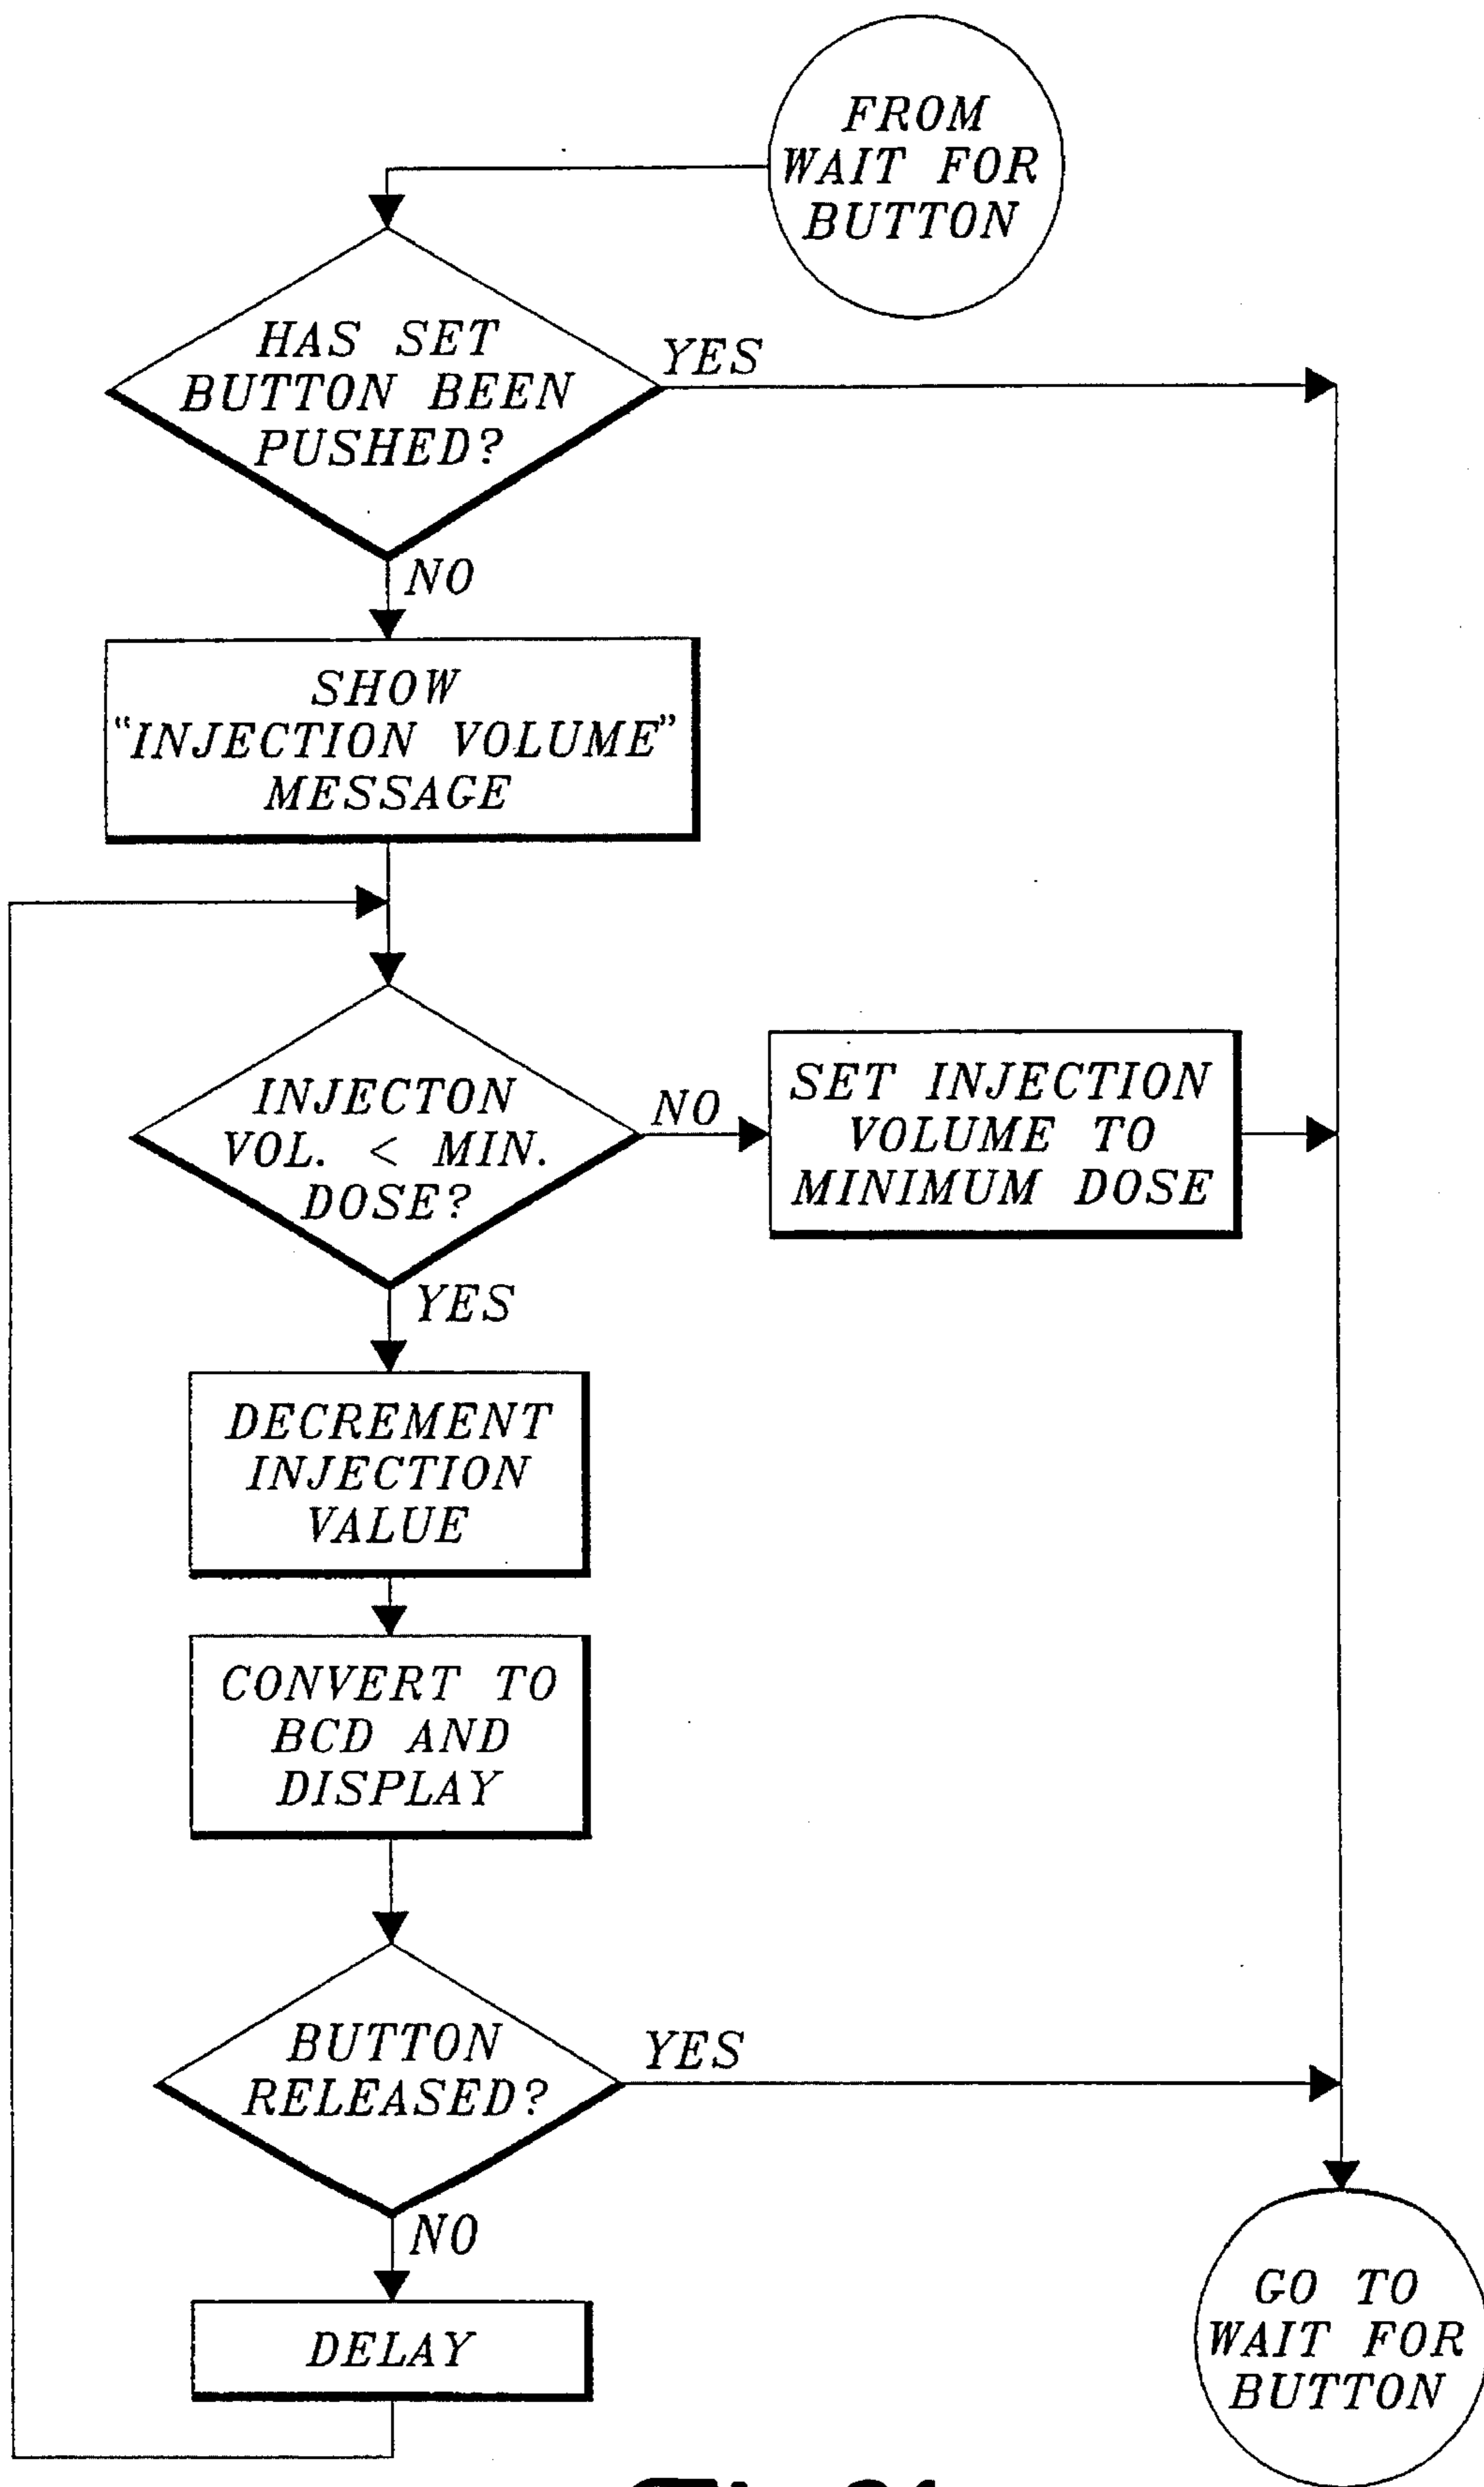 FROM
WAIT FOR
BUTTON
HAS SET
BUTTON BEEN
PUSHED?
YES
NO
SHOW
“INJECTION VOLUME”
MESSAGE
INJECTON
VOL. < MIN.
DOSE?
NO
SET INJECTION
VOLUME TO
MINIMUM DOSE
YES
DECREMENT
INJECTION
VALUE
CONVERT TO
BCD AND
DISPLAY
BUTTON
RELEASED?
YES
NO
DELAY
GO TO
WAIT FOR
BUTTON